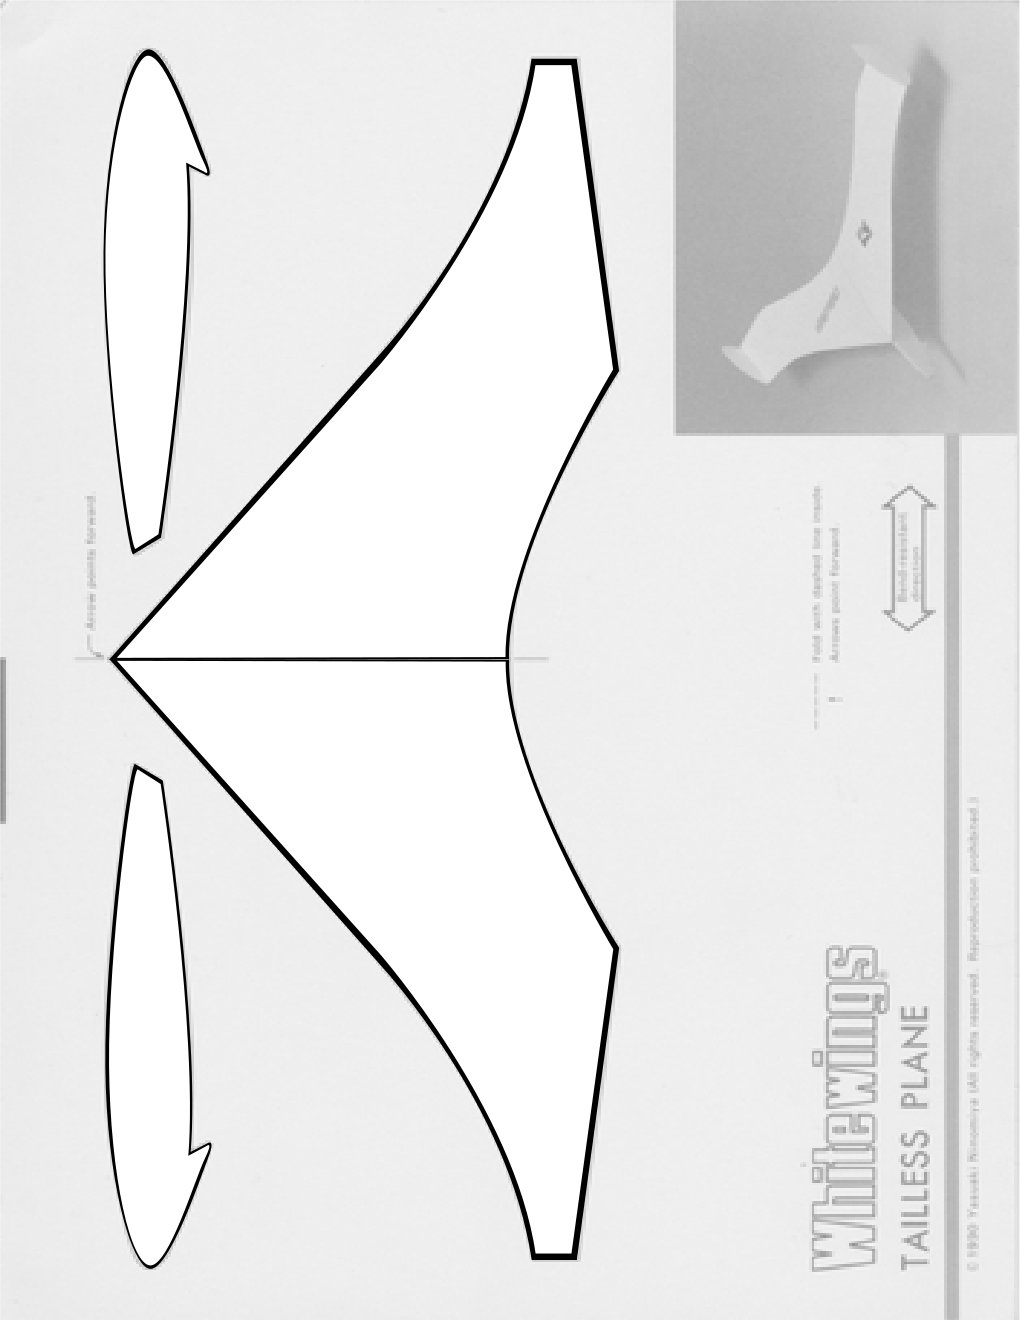 Arrow points forward.
Fold with dashed line inside.
Arrows point forward.
Bend-resistant
direction
Whitewings®
TAILLESS PLANE
© 1990 Yasuaki Ninomiya (All rights reserved. Reproduction prohibited.)